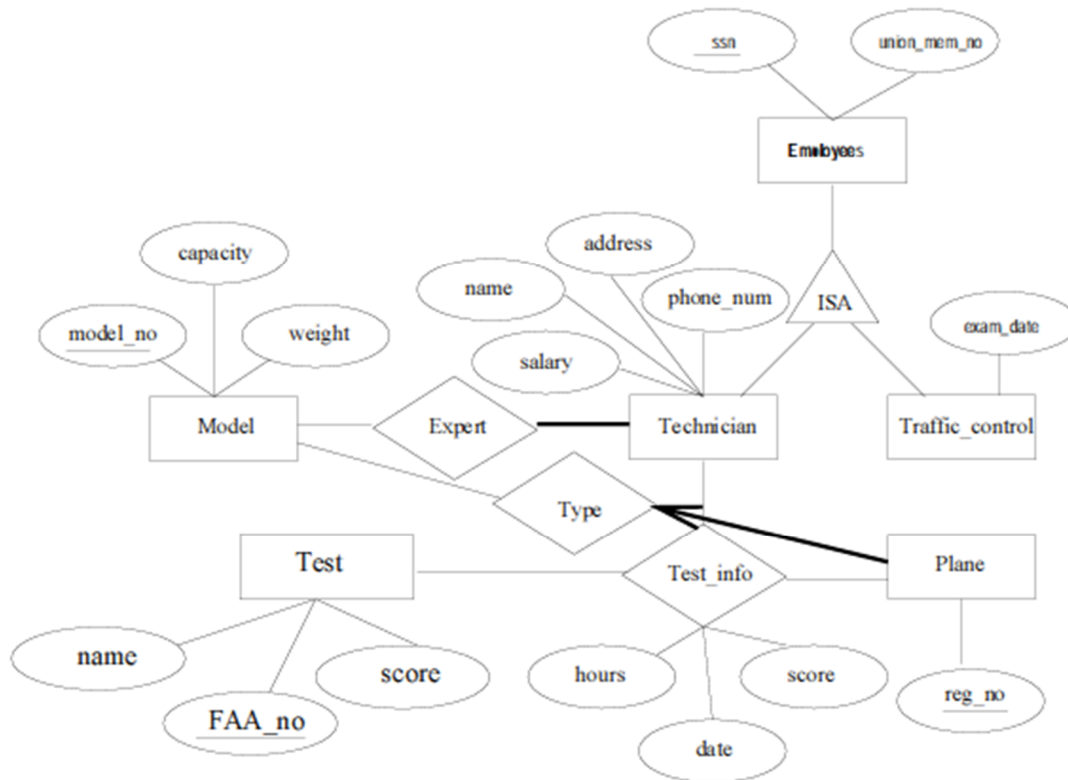 ssn
union_mem_no
Employees
capacity
address
name
phone_num
ISA
model_no
weight
exam_date
salary
Model
Expert
Technician
Traffic_control
Type
Test
Test_info
Plane
name
score
hours
score
FAA_no
reg_no
date